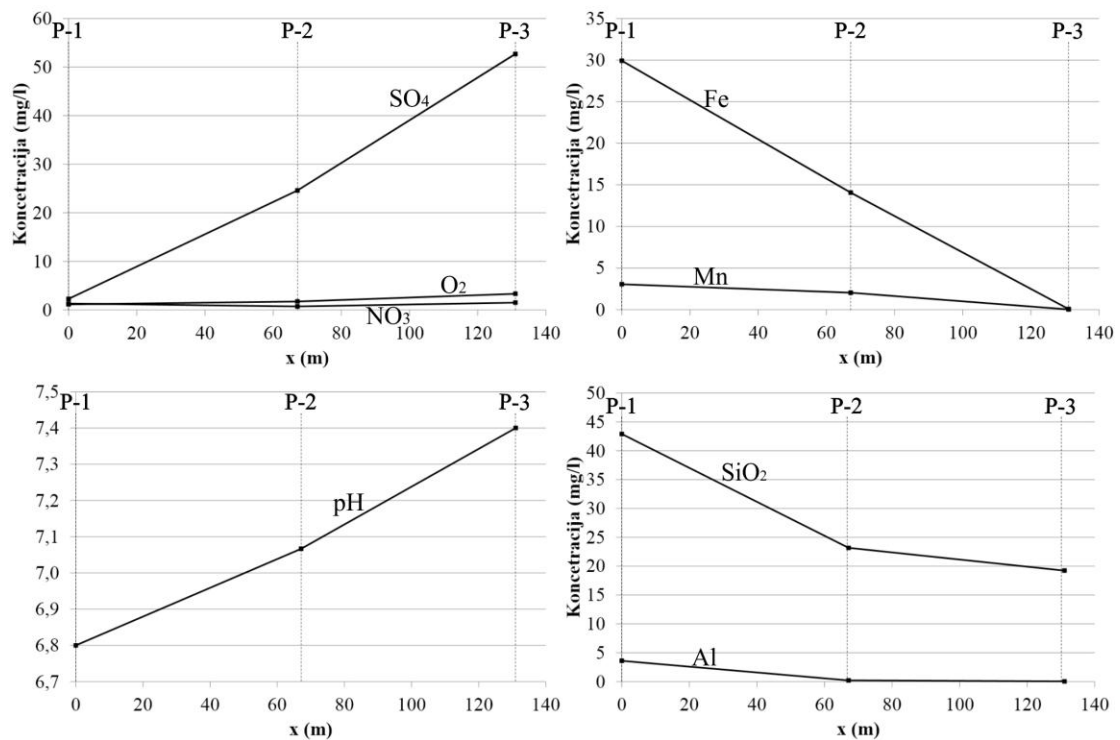 60
50
40
30
20
10
0
Koncetracija (mg/l)
P-1 P-2 P-3
SO4
O2
NO3
0 20 40 60 80 100 120 140
x (m)
35
30
25
20
15
10
5
0
Koncetracija (mg/l)
P-1 P-2 P-3
Fe
Mn
0 20 40 60 80 100 120 140
x (m)
7,5
7,4
7,3
7,2
7,1
7,0
6,9
6,8
6,7
P-1 P-2 P-3
pH
0 20 40 60 80 100 120 140
x (m)
50
45
40
35
30
25
20
15
10
5
0
Koncetracija (mg/l)
P-1 P-2 P-3
SiO2
Al
0 20 40 60 80 100 120 140
x (m)